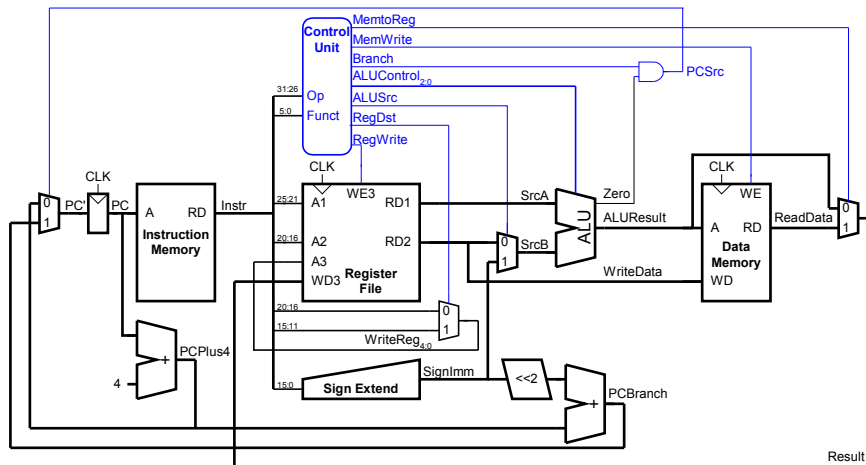 MemtoReg
Control
Unit
MemWrite
Branch
PCSrc
ALUControl2:0
31:26
Op
ALUSrc
5:0
Funct
RegDst
RegWrite
CLK
CLK
CLK
WE3
WE
0
1
PC'
PC
A
RD
Instr
Instruction
Memory
25:21
A1
RD1
SrcA
Zero
ALU
ALUResult
20:16
A2
RD2
0
1
SrcB
A
RD
ReadData
0
1
Data
Memory
A3
WD3
Register
File
WriteData
WD
20:16
0
15:11
1
WriteReg4:0
PCPlus4
+
4
SignImm
15:0
Sign Extend
<<2
+
PCBranch
Result